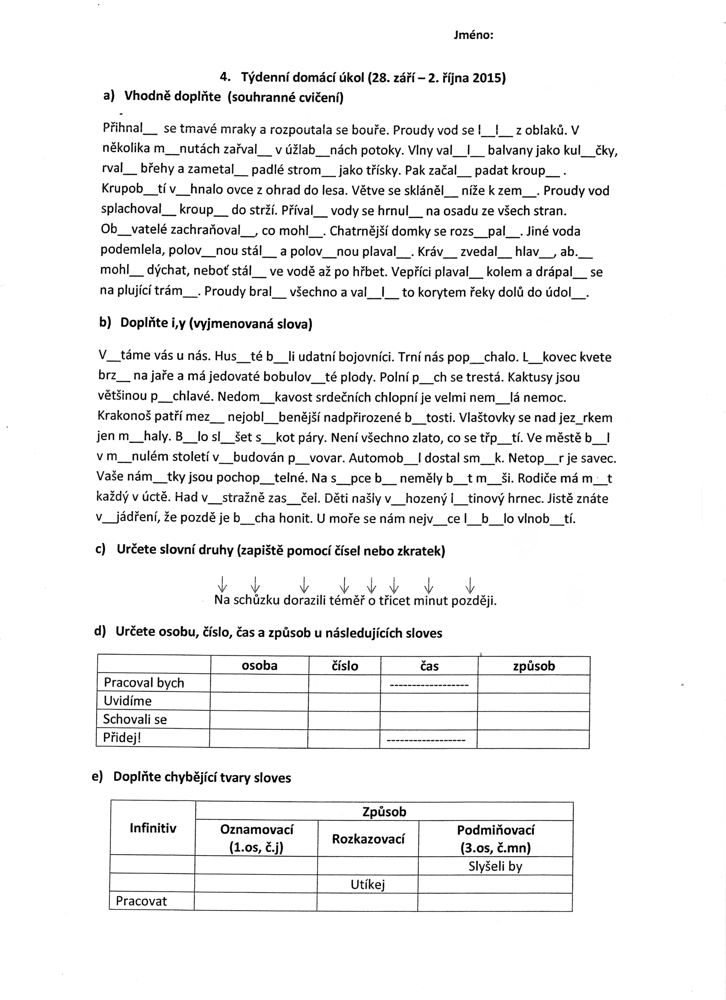 Jméno:
4. Týdenní domácí úkol (28. září – 2. října 2015)
a) Vhodně doplňte (souhranné cvičení)
Přihnal__ se tmavé mraky a rozpoutala se bouře. Proudy vod se l__l__ z oblaků. V
několika m__nutách zařval__ v úžlab__nách potoky. Vlny val__l__ balvany jako kul__čky,
rval__ břehy a zametal__ padlé strom__ jako třísky. Pak začal__ padat kroup__ .
Krupob__tí v__hnalo ovce z ohrad do lesa. Větve se skláněl__ níže k zem__. Proudy vod
splachoval__ kroup__ do strží. Příval__ vody se hrnul__ na osadu ze všech stran.
Ob__vatelé zachraňoval__, co mohl__. Chatrnější domky se rozs__pal__. Jiné voda
podemlela, polov__nou stál__ a polov__nou plaval__. Kráv__ zvedal__ hlav__, ab.__
mohl__ dýchat, neboť stál__ ve vodě až po hřbet. Vepříci plaval__ kolem a drápal__ se
na plující trám__. Proudy bral__ všechno a val__l__ to korytem řeky dolů do údol__.
b) Doplňte i,y (vyjmenovaná slova)
V__táme vás u nás. Hus__té b__li udatní bojovníci. Trní nás pop__chalo. L__kovec kvete
brz__ na jaře a má jedovaté bobulov__té plody. Polní p__ch se trestá. Kaktusy jsou
většinou p__chlavé. Nedom__kavost srdečních chlopní je velmi nem__lá nemoc.
Krakonoš patří mez__ nejobl__benější nadpřirozené b__tosti. Vlaštovky se nad jez_rkem
jen m__haly. B__lo sl__šet s__kot páry. Není všechno zlato, co se třp__tí. Ve městě b__l
v m__nulém století v__budován p__vovar. Automob__l dostal sm__k. Netop__r je savec.
Vaše nám__tky jsou pochop__telné. Na s__pce b__ neměly b__t m__ši. Rodiče má m__t
každý v úctě. Had v__stražně zas__čel. Děti našly v__hozený l__tinový hrnec. Jistě znáte
v__jádření, že pozdě je b__cha honit. U moře se nám nejv__ce l__b__lo vlnob__tí.
c) Určete slovní druhy (zapiště pomocí čísel nebo zkratek)
Na schůzku dorazili téměř o třicet minut později.
d) Určete osobu, číslo, čas a způsob u následujících sloves
osoba číslo čas způsob
Pracoval bych ------------------
Uvidíme
Schovali se
Přidej! ------------------
e) Doplňte chybějící tvary sloves
Způsob
Infinitiv
Oznamovací
(1.os, č.j)
Rozkazovací
Podmiňovací
(3.os, č.mn)
Slyšeli by
Utíkej
Pracovat